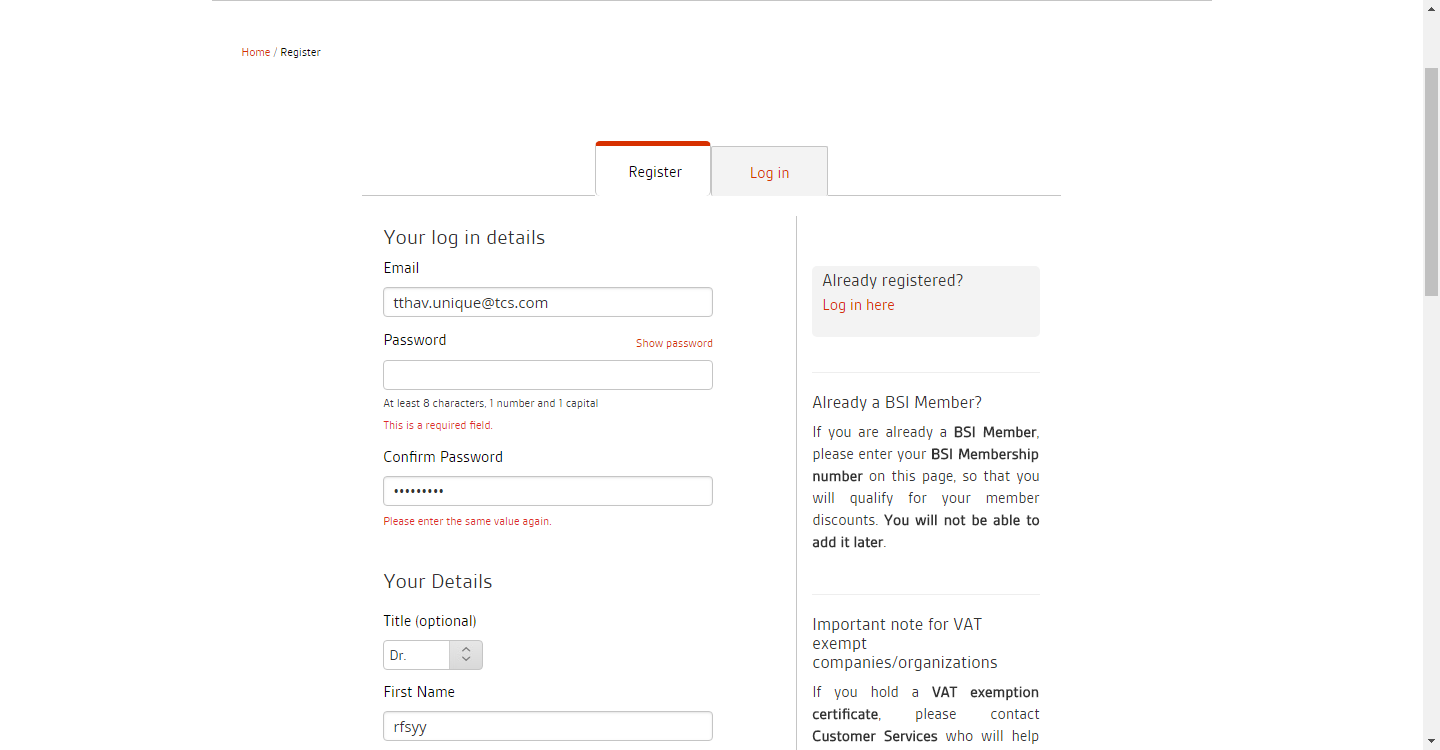 Home / Register
Register
Log in
Your log in details
Email
tthav.unique@tcs.com
Password
Show password
At least 8 characters, 1 number and 1 capital
This is a required field.
Confirm Password
•••••••••
Please enter the same value again.
Your Details
Title (optional)
Dr.
First Name
rfsyy
Already registered?
Log in here
Already a BSI Member?
If you are already a BSI Member,
please enter your BSI Membership
number on this page, so that you
will qualify for your member
discounts. You will not be able to
add it later.
Important note for VAT
exempt
companies/organizations
If you hold a VAT exemption
certificate, please contact
Customer Services who will help